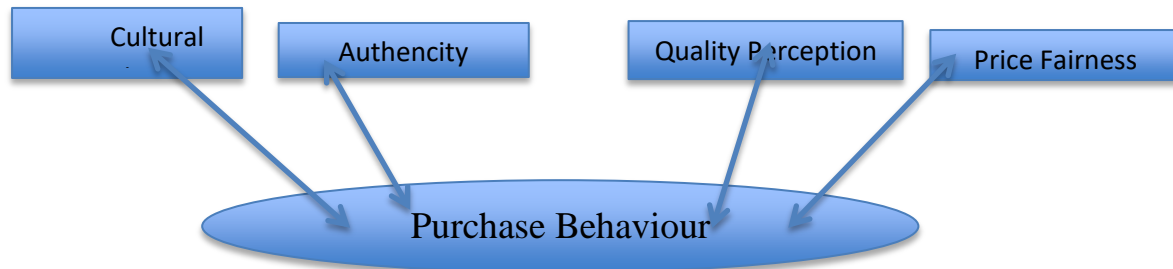 Cultural
Authencity
Quality Perception
Price Fairness
Purchase Behaviour